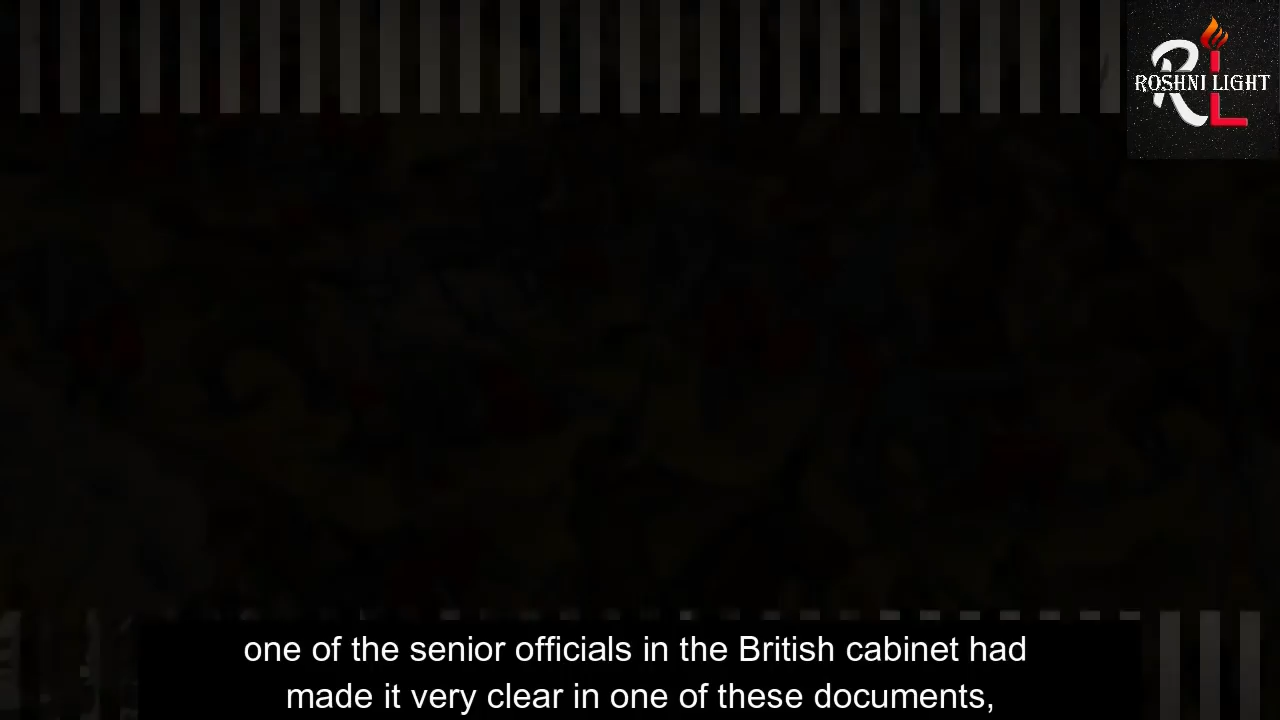 ROSHNI LIGHT
one of the senior officials in the British cabinet had
made it very clear in one of these documents,